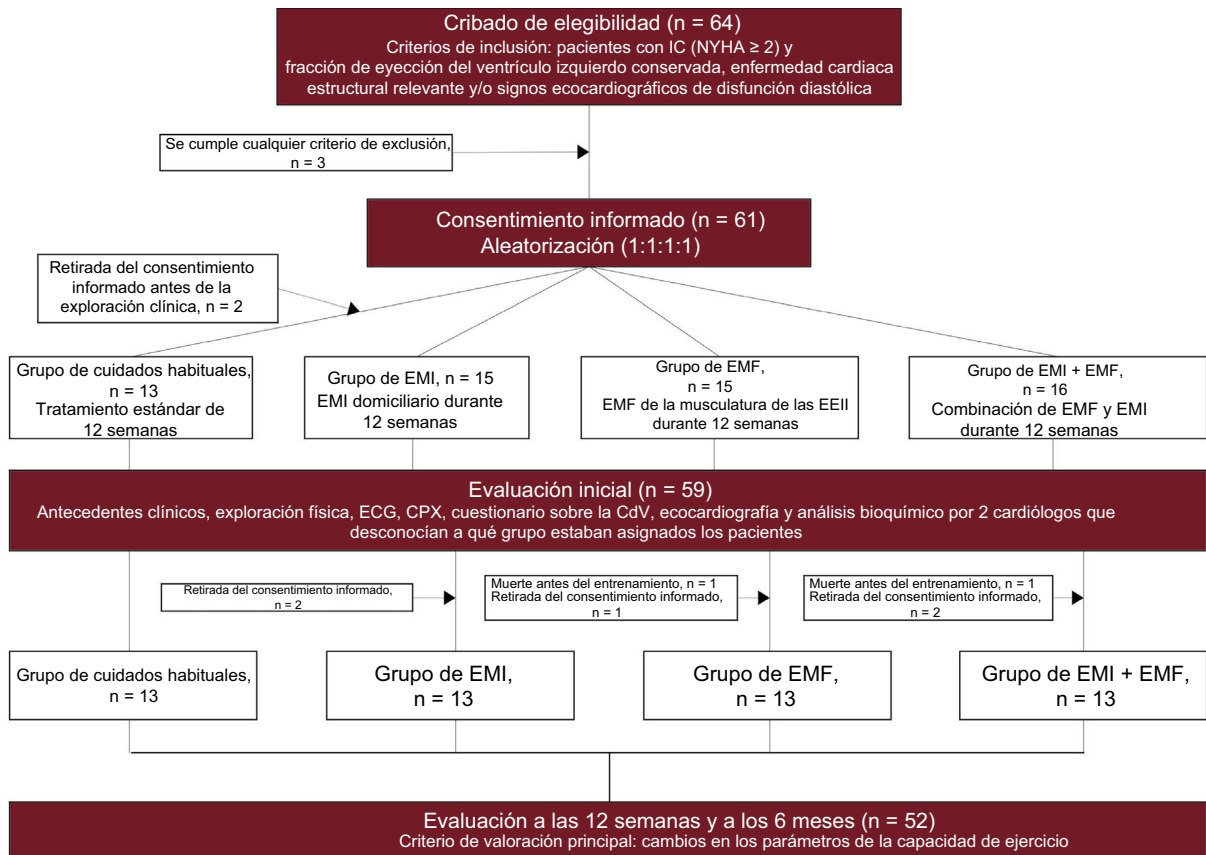 Cribado de elegibilidad (n = 64)
Criterios de inclusión: pacientes con IC (NYHA ≥ 2) y
fracción de eyección del ventrículo izquierdo conservada, enfermedad cardiaca
estructural relevante y/o signos ecocardiográficos de disfunción diastólica
Se cumple cualquier criterio de exclusión,
n = 3
Consentimiento informado (n = 61)
Aleatorización (1:1:1:1)
Retirada del consentimiento
informado antes de la
exploración clínica, n = 2
Grupo de cuidados habituales,
n = 13
Tratamiento estándar de
12 semanas
Grupo de EMI, n = 15
EMI domiciliario durante
12 semanas
Grupo de EMF,
n = 15
EMF de la musculatura de las EEII
durante 12 semanas
Grupo de EMI + EMF,
n = 16
Combinación de EMF y EMI
durante 12 semanas
Evaluación inicial (n = 59)
Antecedentes clínicos, exploración física, ECG, CPX, cuestionario sobre la CdV, ecocardiografía y análisis bioquímico por 2 cardiólogos que
desconocían a qué grupo estaban asignados los pacientes
Retirada del consentimiento informado,
n = 2
Muerte antes del entrenamiento, n = 1
Retirada del consentimiento informado,
n = 1
Muerte antes del entrenamiento, n = 1
Retirada del consentimiento informado,
n = 2
Grupo de cuidados habituales,
n = 13
Grupo de EMI,
n = 13
Grupo de EMF,
n = 13
Grupo de EMI + EMF,
n = 13
Evaluación a las 12 semanas y a los 6 meses (n = 52)
Criterio de valoración principal: cambios en los parámetros de la capacidad de ejercicio